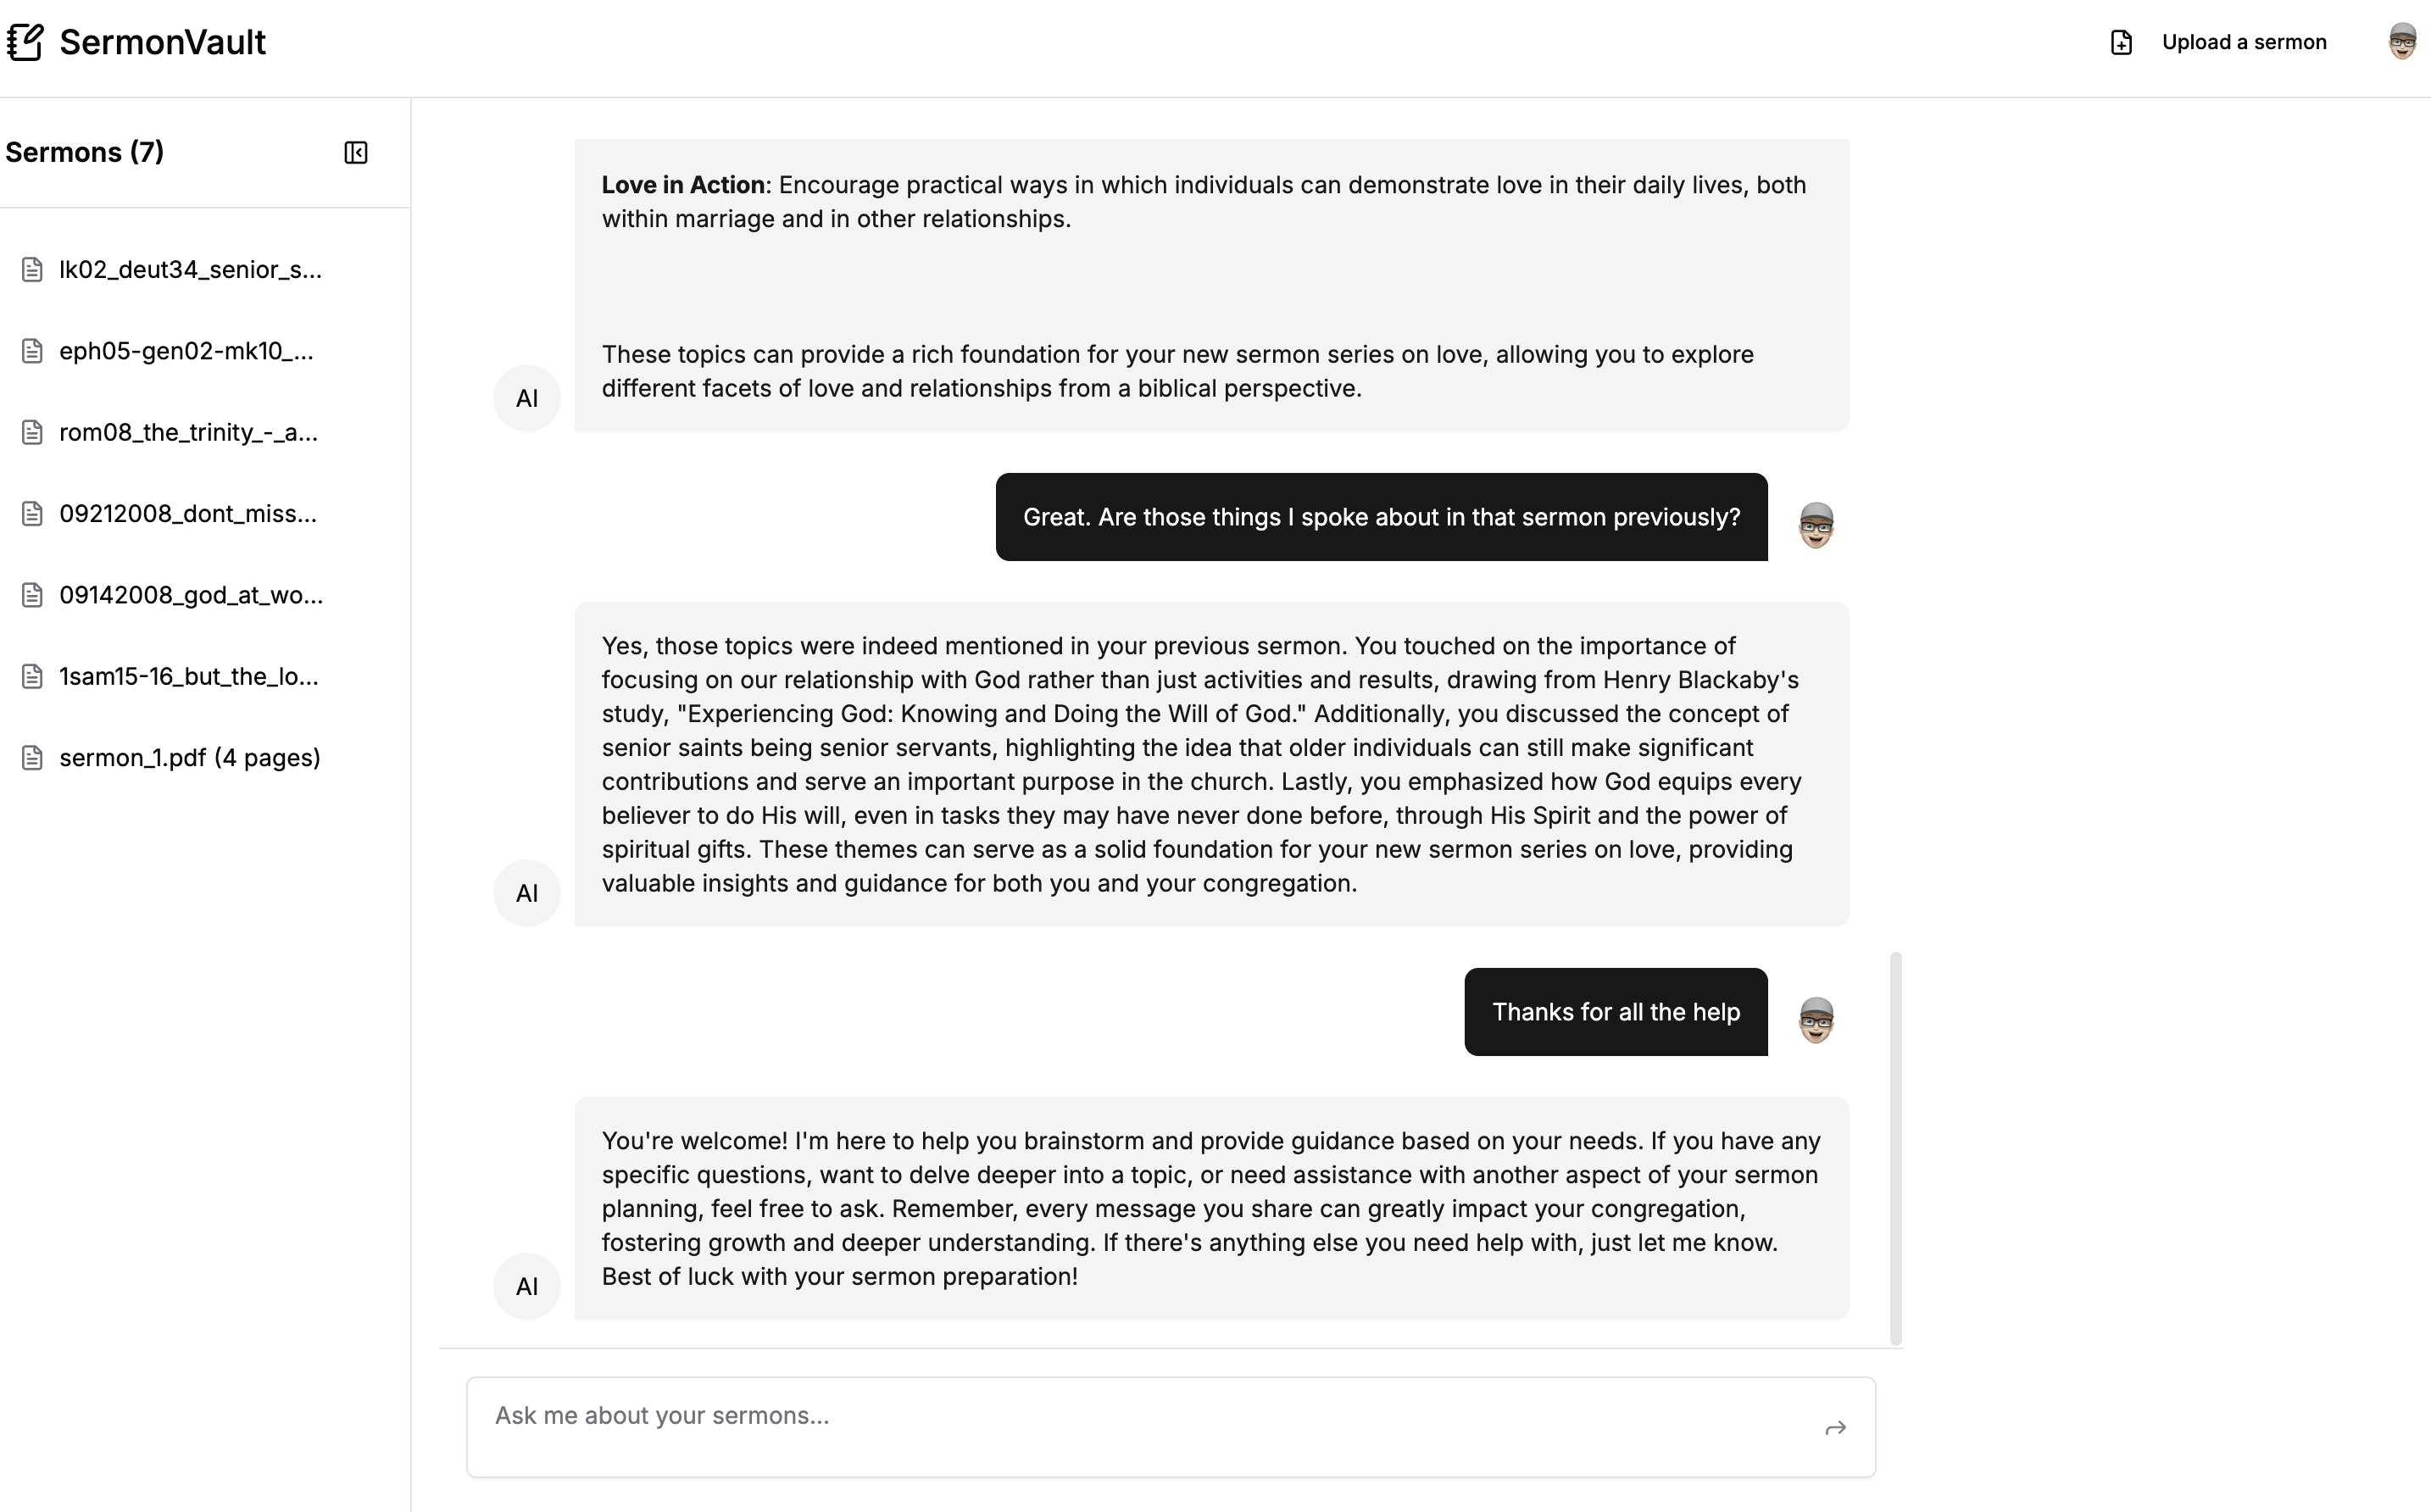 SermonVault
Upload a sermon
Sermons (7)
lk02_deut34_senior_s...
eph05-gen02-mk10_...
rom08_the_trinity_-_a...
09212008_dont_miss...
09142008_god_at_wo...
1sam15-16_but_the_lo...
sermon_1.pdf (4 pages)
Love in Action: Encourage practical ways in which individuals can demonstrate love in their daily lives, both
within marriage and in other relationships.
These topics can provide a rich foundation for your new sermon series on love, allowing you to explore
different facets of love and relationships from a biblical perspective.
AI
Great. Are those things I spoke about in that sermon previously?
Yes, those topics were indeed mentioned in your previous sermon. You touched on the importance of
focusing on our relationship with God rather than just activities and results, drawing from Henry Blackaby's
study, "Experiencing God: Knowing and Doing the Will of God." Additionally, you discussed the concept of
senior saints being senior servants, highlighting the idea that older individuals can still make significant
contributions and serve an important purpose in the church. Lastly, you emphasized how God equips every
believer to do His will, even in tasks they may have never done before, through His Spirit and the power of
spiritual gifts. These themes can serve as a solid foundation for your new sermon series on love, providing
valuable insights and guidance for both you and your congregation.
AI
Thanks for all the help
You're welcome! I'm here to help you brainstorm and provide guidance based on your needs. If you have any
specific questions, want to delve deeper into a topic, or need assistance with another aspect of your sermon
planning, feel free to ask. Remember, every message you share can greatly impact your congregation,
fostering growth and deeper understanding. If there's anything else you need help with, just let me know.
Best of luck with your sermon preparation!
AI
Ask me about your sermons...